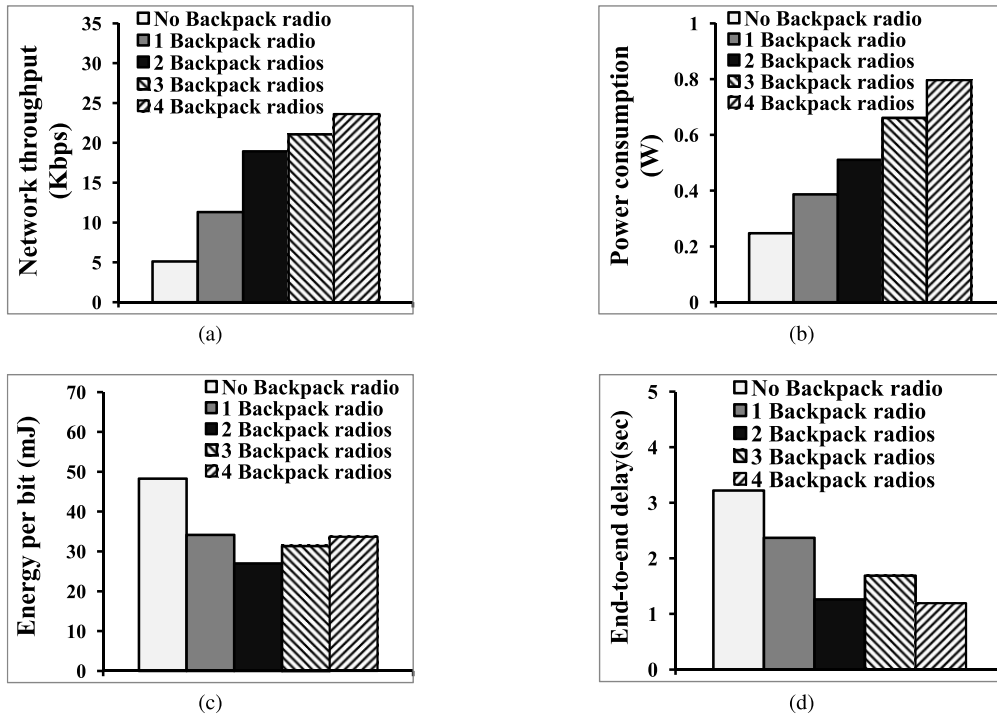 35
30
25
20
15
10
5
0
Network throughput
(Kbps)
No Backpack radio
1 Backpack radio
2 Backpack radios
3 Backpack radios
4 Backpack radios
(a)
1
0.8
0.6
0.4
0.2
0
Power consumption
(W)
No Backpack radio
1 Backpack radio
2 Backpack radios
3 Backpack radios
4 Backpack radios
(b)
70
60
50
40
30
20
10
0
Energy per bit (mJ)
No Backpack radio
1 Backpack radio
2 Backpack radios
3 Backpack radios
4 Backpack radios
(c)
5
4
3
2
1
0
End-to-end delay(sec)
No Backpack radio
1 Backpack radio
2 Backpack radios
3 Backpack radios
4 Backpack radios
(d)